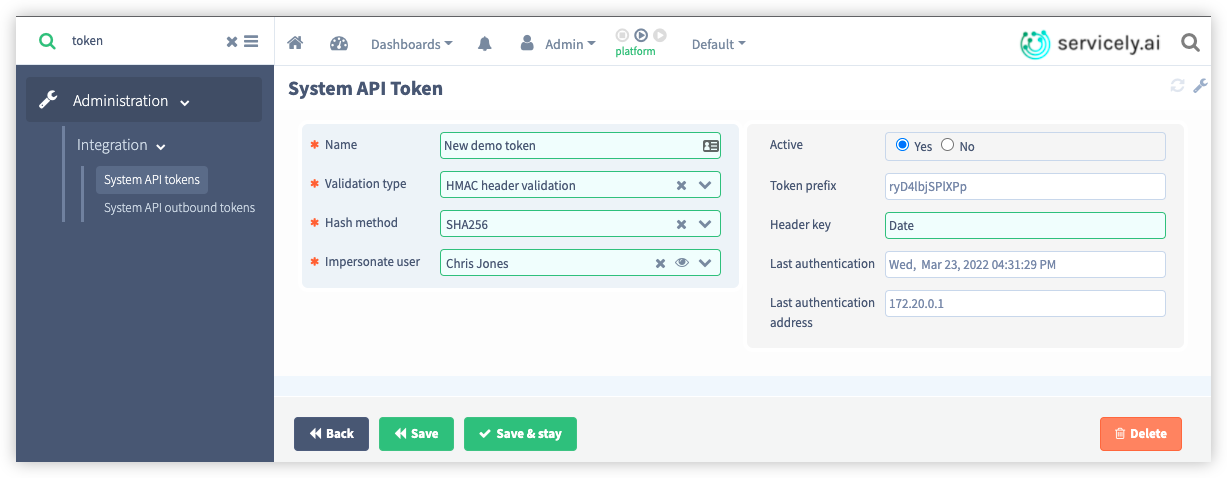 token
Dashboards
Admin
platform
Default
servicely.ai
Administration
Integration
System API tokens
System API outbound tokens
System API Token
Name
New demo token
Validation type
HMAC header validation
Hash method
SHA256
Impersonate user
Chris Jones
Active
Yes
No
Token prefix
ryD4lbjSPlXPp
Header key
Date
Last authentication
Wed, Mar 23, 2022 04:31:29 PM
Last authentication
address
172.20.0.1
Back
Save
Save & stay
Delete